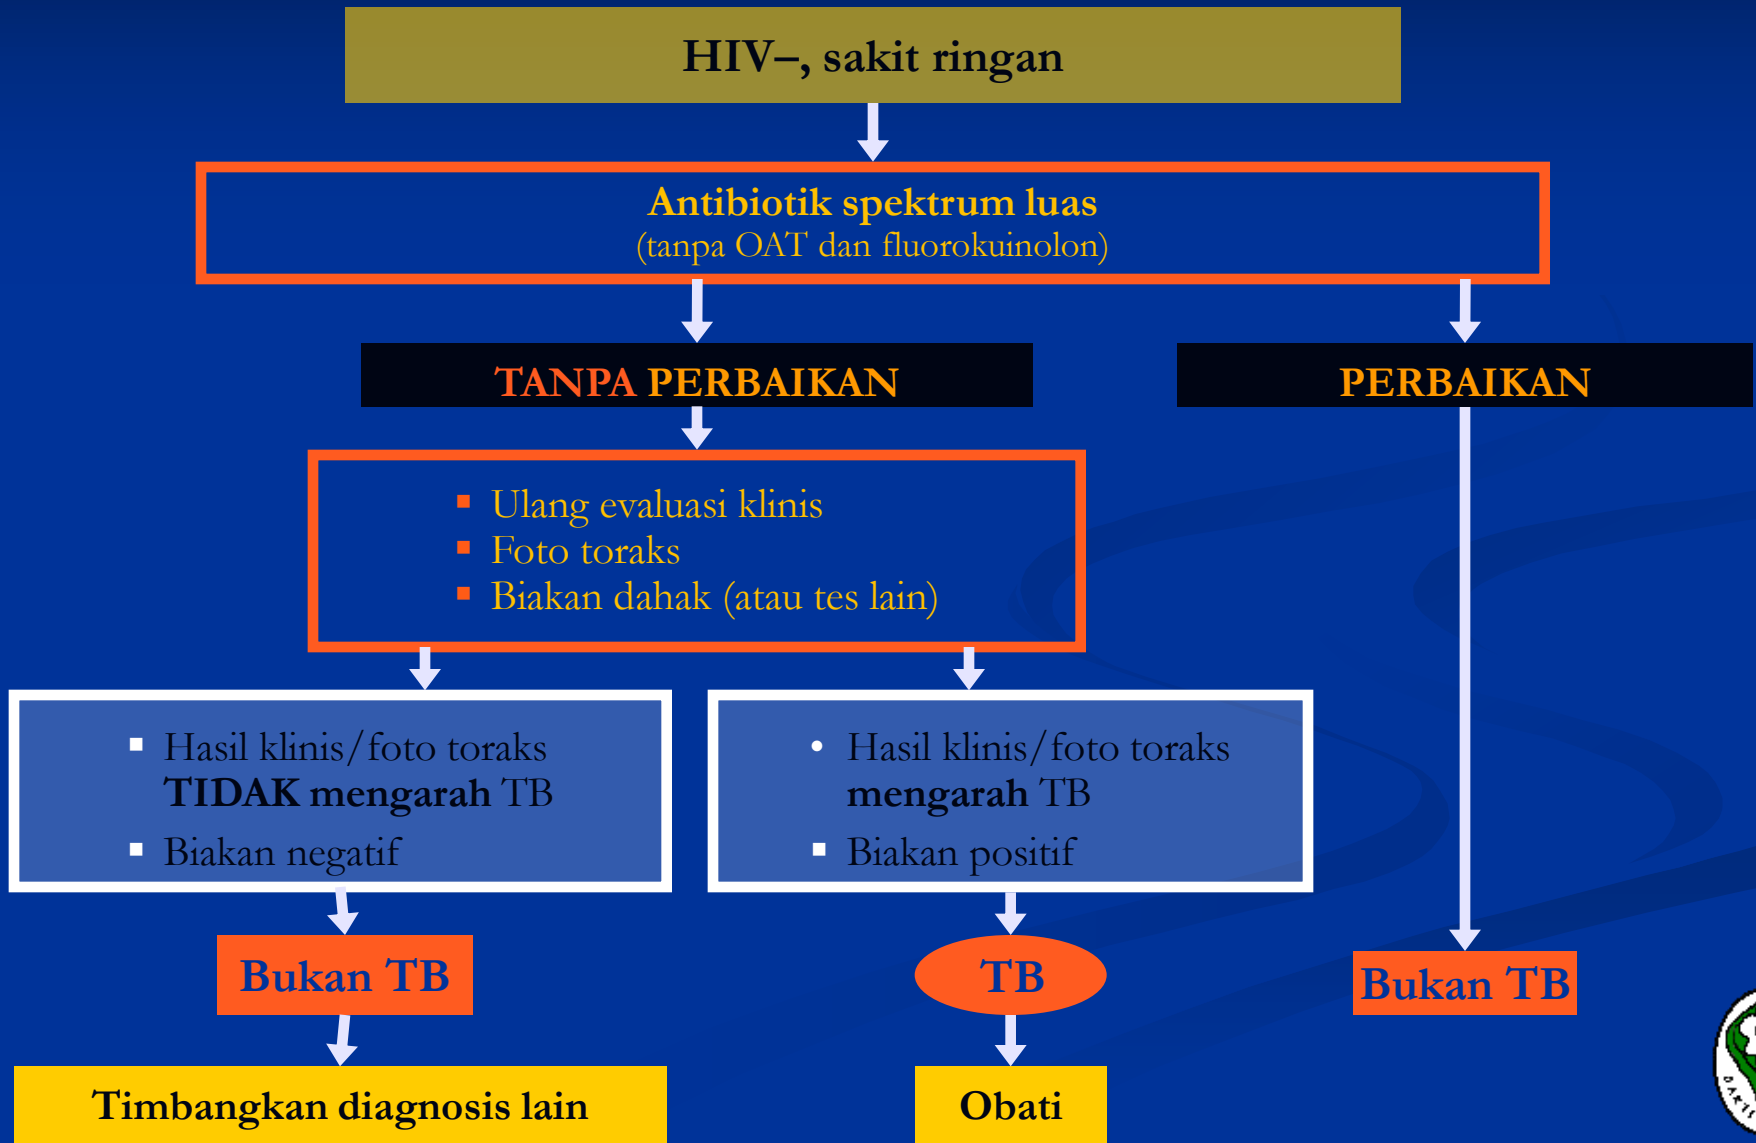 HIV–, sakit ringan
Antibiotik spektrum luas
(tanpa OAT dan fluorokuinolon)
TANPA PERBAIKAN
PERBAIKAN
▪ Ulang evaluasi klinis
▪ Foto toraks
▪ Biakan dahak (atau tes lain)
▪ Hasil klinis/foto toraks
TIDAK mengarah TB
▪ Biakan negatif
• Hasil klinis/foto toraks
mengarah TB
▪ Biakan positif
Bukan TB
TB
Bukan TB
Timbangkan diagnosis lain
Obati